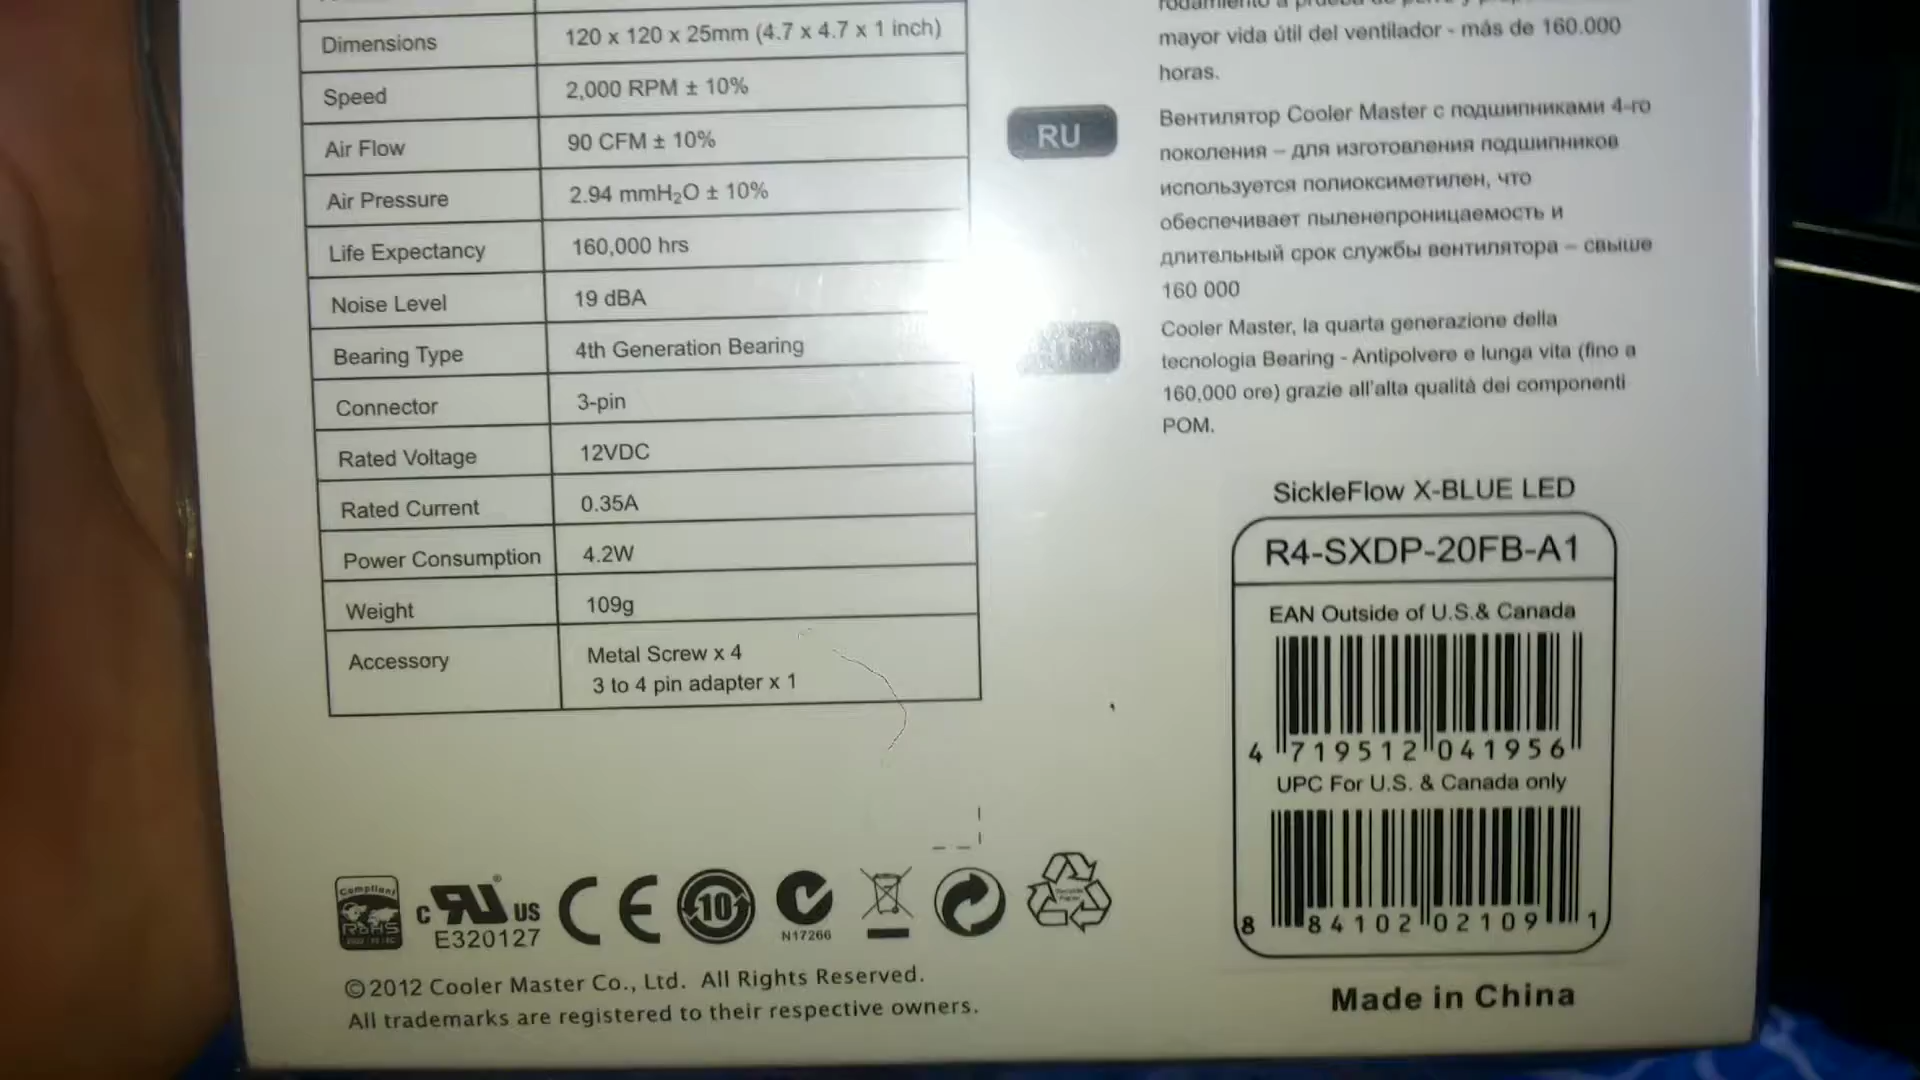 Dimensions 120 x 120 x 25mm (4.7 x 4.7 x 1 inch)
Speed 2,000 RPM ± 10%
Air Flow 90 CFM ± 10%
Air Pressure 2.94 mmH₂O ± 10%
Life Expectancy 160,000 hrs
Noise Level 19 dBA
Bearing Type 4th Generation Bearing
Connector 3-pin
Rated Voltage 12VDC
Rated Current 0.35A
Power Consumption 4.2W
Weight 109g
Accessory Metal Screw x 4
3 to 4 pin adapter x 1
mayor vida útil del ventilador - más de 160.000
horas.
RU
Вентилятор Cooler Master с подшипниками 4-го
поколения – для изготовления подшипников
используется полиоксиметилен, что
обеспечивает пыленепроницаемость и
длительный срок службы вентилятора – свыше
160 000
Cooler Master, la quarta generazione della
tecnologia Bearing - Antipolvere e lunga vita (fino a
160,000 ore) grazie all'alta qualità dei componenti
POM.
SickleFlow X-BLUE LED
R4-SXDP-20FB-A1
EAN Outside of U.S.& Canada
4 719512 041956
UPC For U.S. & Canada only
8 84102 02109 1
Made in China
Compliant
RoHS
c RU® US
E320127
CE
10
N17266
©2012 Cooler Master Co., Ltd. All Rights Reserved.
All trademarks are registered to their respective owners.